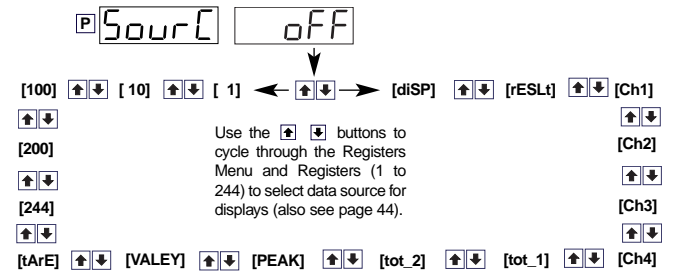 P SourC oFF
[100] [ 10] [ 1] [diSP] [rESLt] [Ch1]
Use the buttons to
[200] cycle through the Registers [Ch2]
Menu and Registers (1 to
244) to select data source for
[244] displays (also see page 44). [Ch3]
[tArE] [VALEY] [PEAK] [tot_2] [tot_1] [Ch4]